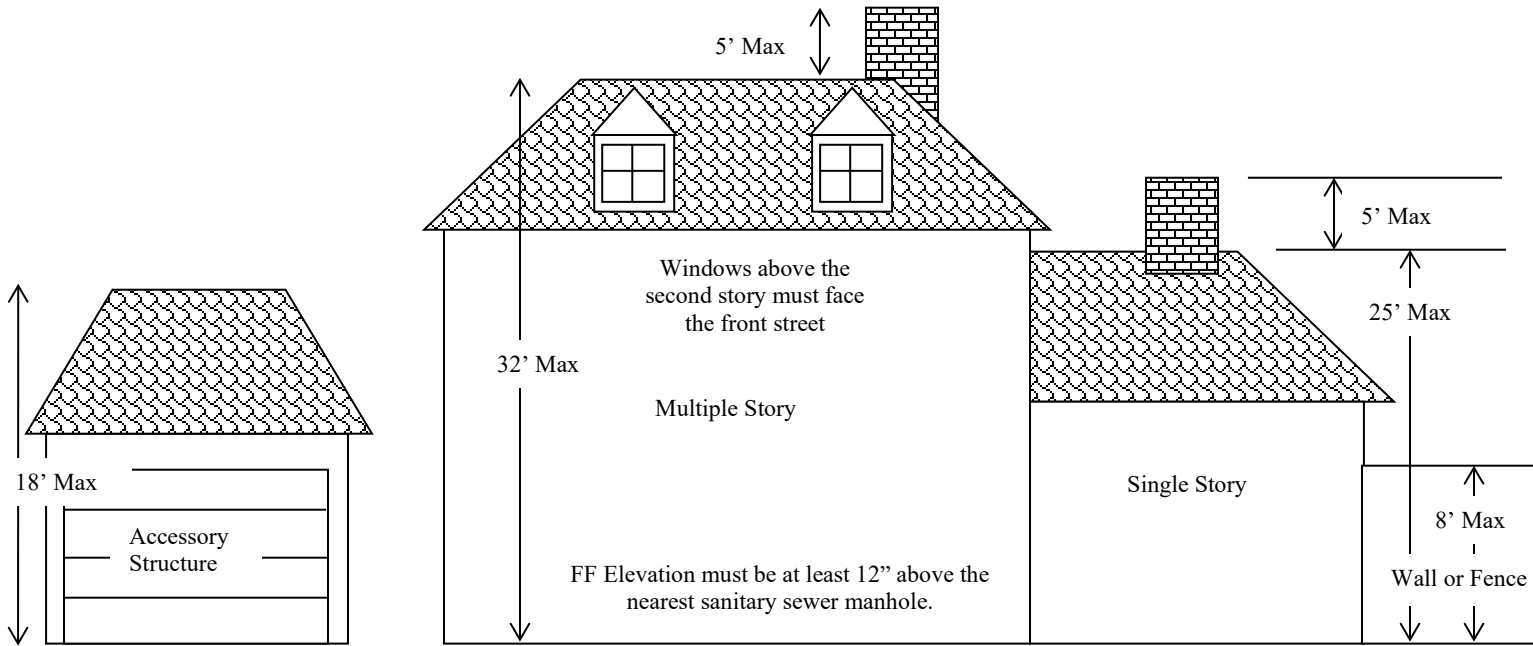 5’ Max
5’ Max
Windows above the
second story must face
the front street
25’ Max
32’ Max
Multiple Story
18’ Max
Single Story
8’ Max
Accessory
Structure
FF Elevation must be at least 12” above the
nearest sanitary sewer manhole.
Wall or Fence